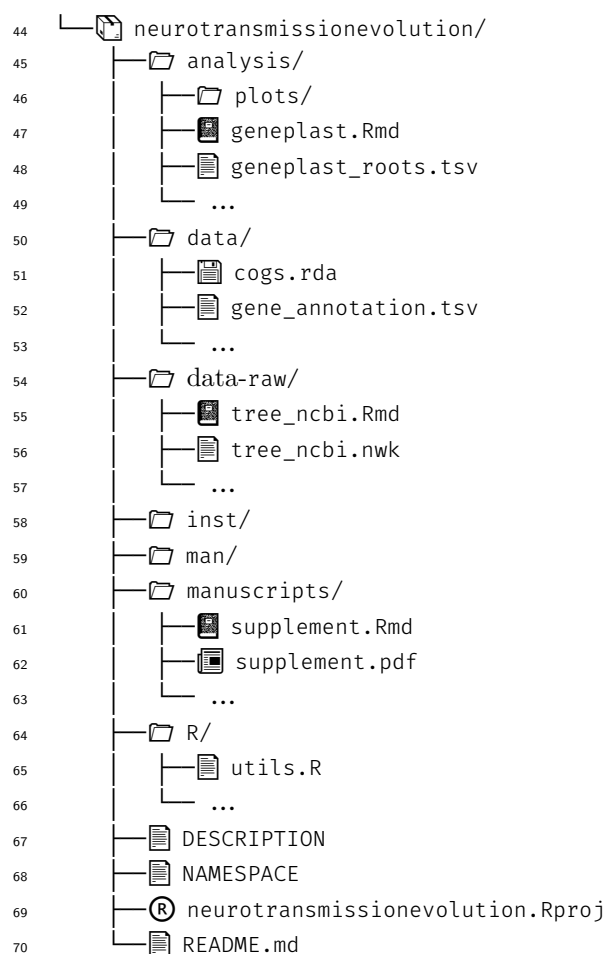 44 neurotransmissionevolution/
45 analysis/
46 plots/
47 geneplast.Rmd
48 geneplast_roots.tsv
49 ...
50 data/
51 cogs.rda
52 gene_annotation.tsv
53 ...
54 data-raw/
55 tree_ncbi.Rmd
56 tree_ncbi.nwk
57 ...
58 inst/
59 man/
60 manuscripts/
61 supplement.Rmd
62 supplement.pdf
63 ...
64 R/
65 utils.R
66 ...
67 DESCRIPTION
68 NAMESPACE
69 R neurotransmissionevolution.Rproj
70 README.md